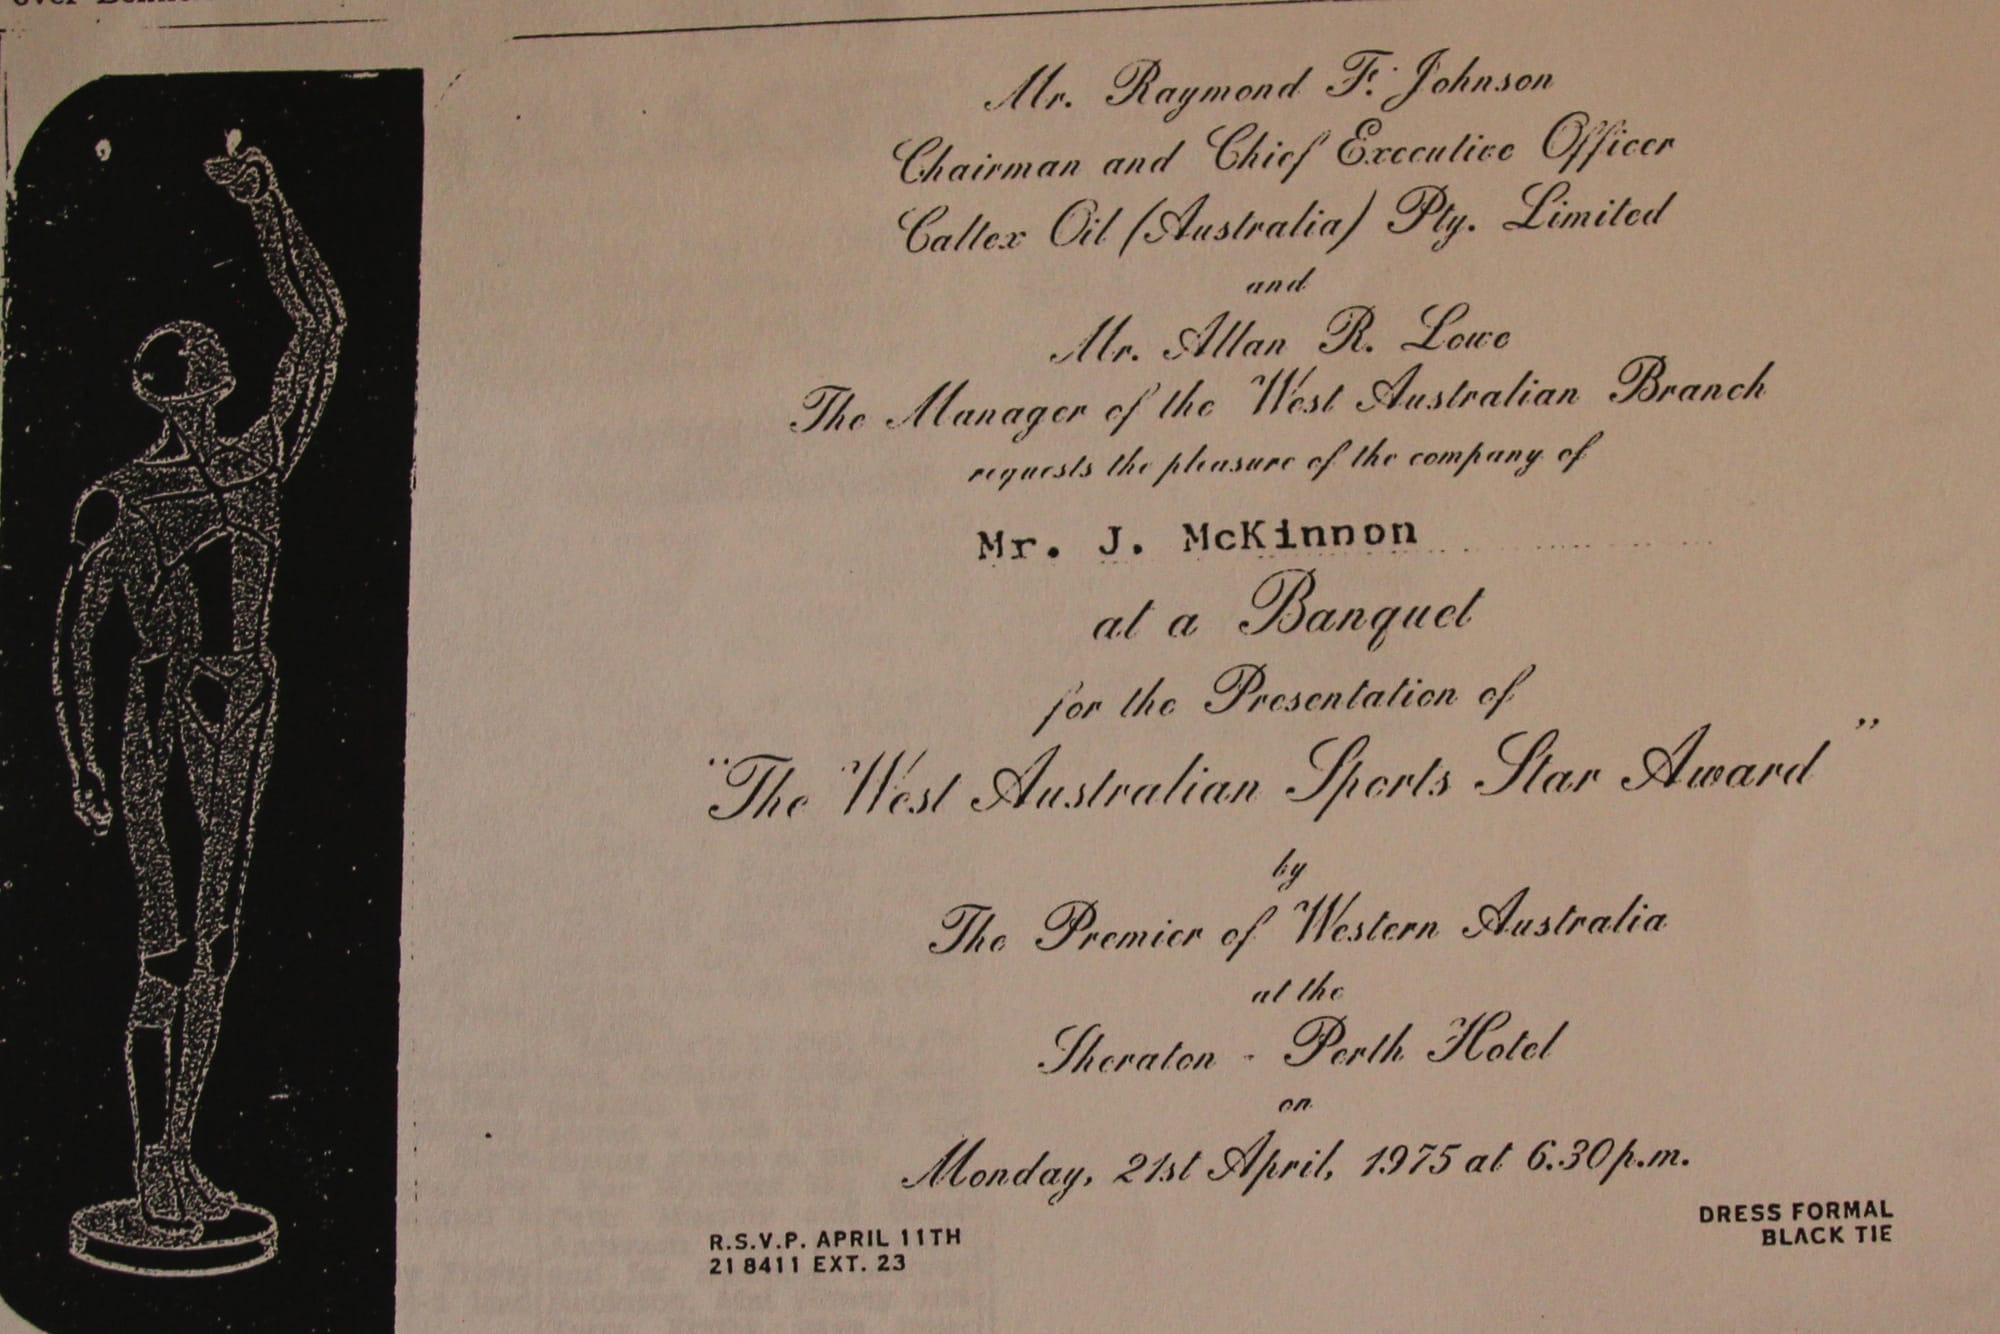 over
Mr. Raymond F. Johnson
Chairman and Chief Executive Officer
Caltex Oil (Australia) Pty. Limited
and
Mr. Allan R. Lowe
The Manager of the West Australian Branch
requests the pleasure of the company of
Mr. J. McKinnon
at a Banquet
for the Presentation of
"The West Australian Sports Star Award"
by
The Premier of Western Australia
at the
Sheraton - Perth Hotel
on
Monday, 21st April, 1975 at 6.30 p.m.
DRESS FORMAL
BLACK TIE
R.S.V.P. APRIL 11TH
21 8411 EXT. 23